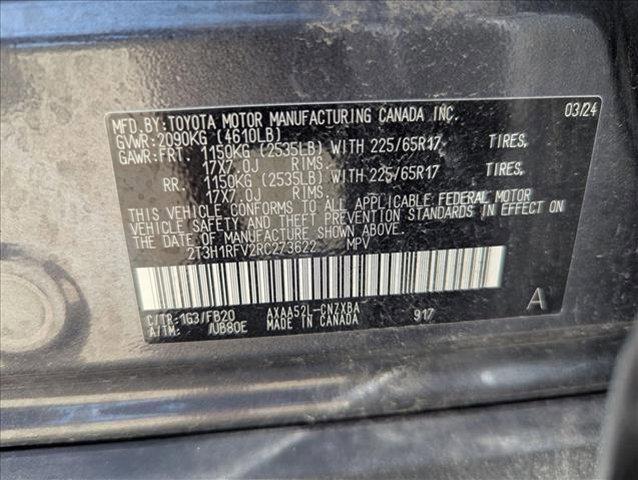 MFD.BY:TOYOTA MOTOR MANUFACTURING CANADA INC. 03/24
GVWR:2090KG (4610LB)
GAWR:FRT. 1150KG (2535LB) WITH 225/65R17 TIRES,
17X7.0J RIMS,
RR. 1150KG (2535LB) WITH 225/65R17 TIRES,
17X7.0J RIMS,
THIS VEHICLE CONFORMS TO ALL APPLICABLE FEDERAL MOTOR
VEHICLE SAFETY AND THEFT PREVENTION STANDARDS IN EFFECT ON
THE DATE OF MANUFACTURE SHOWN ABOVE.
2T3H1RFV2RC273622 MPV
C/TR:1G3/FB20 AXAA52L-CNZXBA 917 A
A/TM: /UB80E MADE IN CANADA